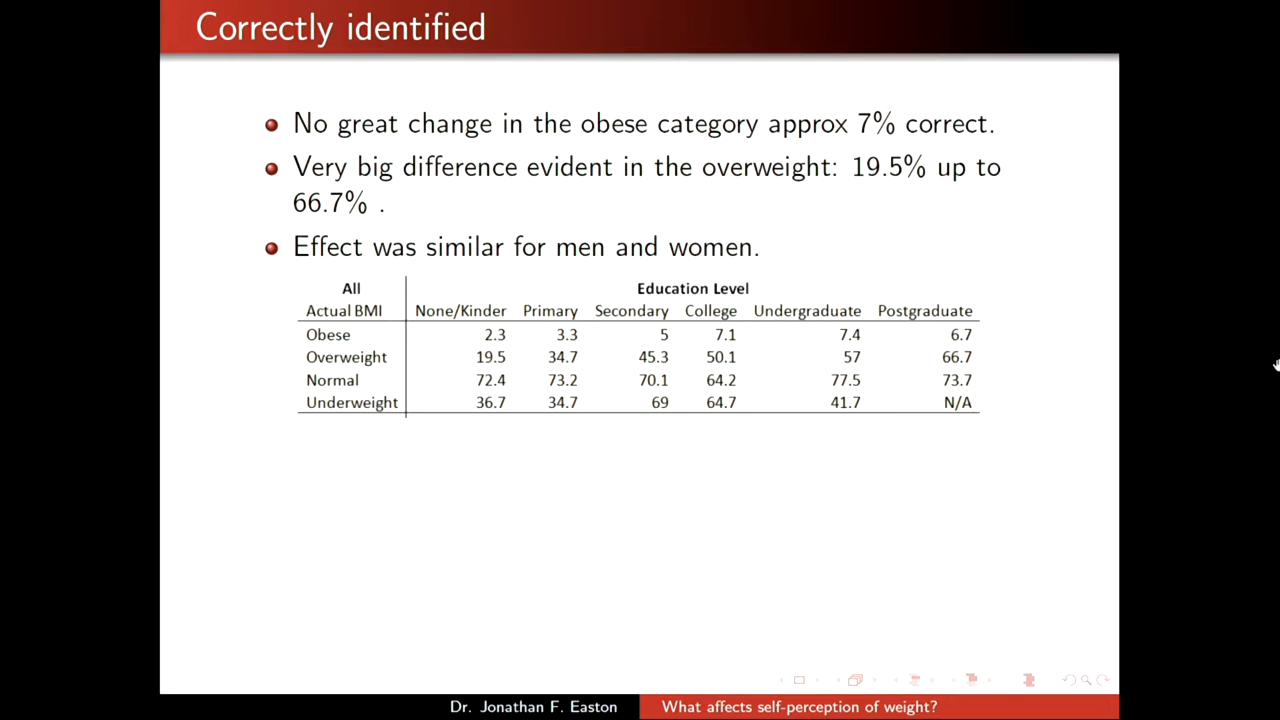 Correctly identified
No great change in the obese category approx 7% correct.
Very big difference evident in the overweight: 19.5% up to
66.7% .
Effect was similar for men and women.
All Education Level
Actual BMI None/Kinder Primary Secondary College Undergraduate Postgraduate
Obese 2.3 3.3 5 7.1 7.4 6.7
Overweight 19.5 34.7 45.3 50.1 57 66.7
Normal 72.4 73.2 70.1 64.2 77.5 73.7
Underweight 36.7 34.7 69 64.7 41.7 N/A
Dr. Jonathan F. Easton What affects self-perception of weight?